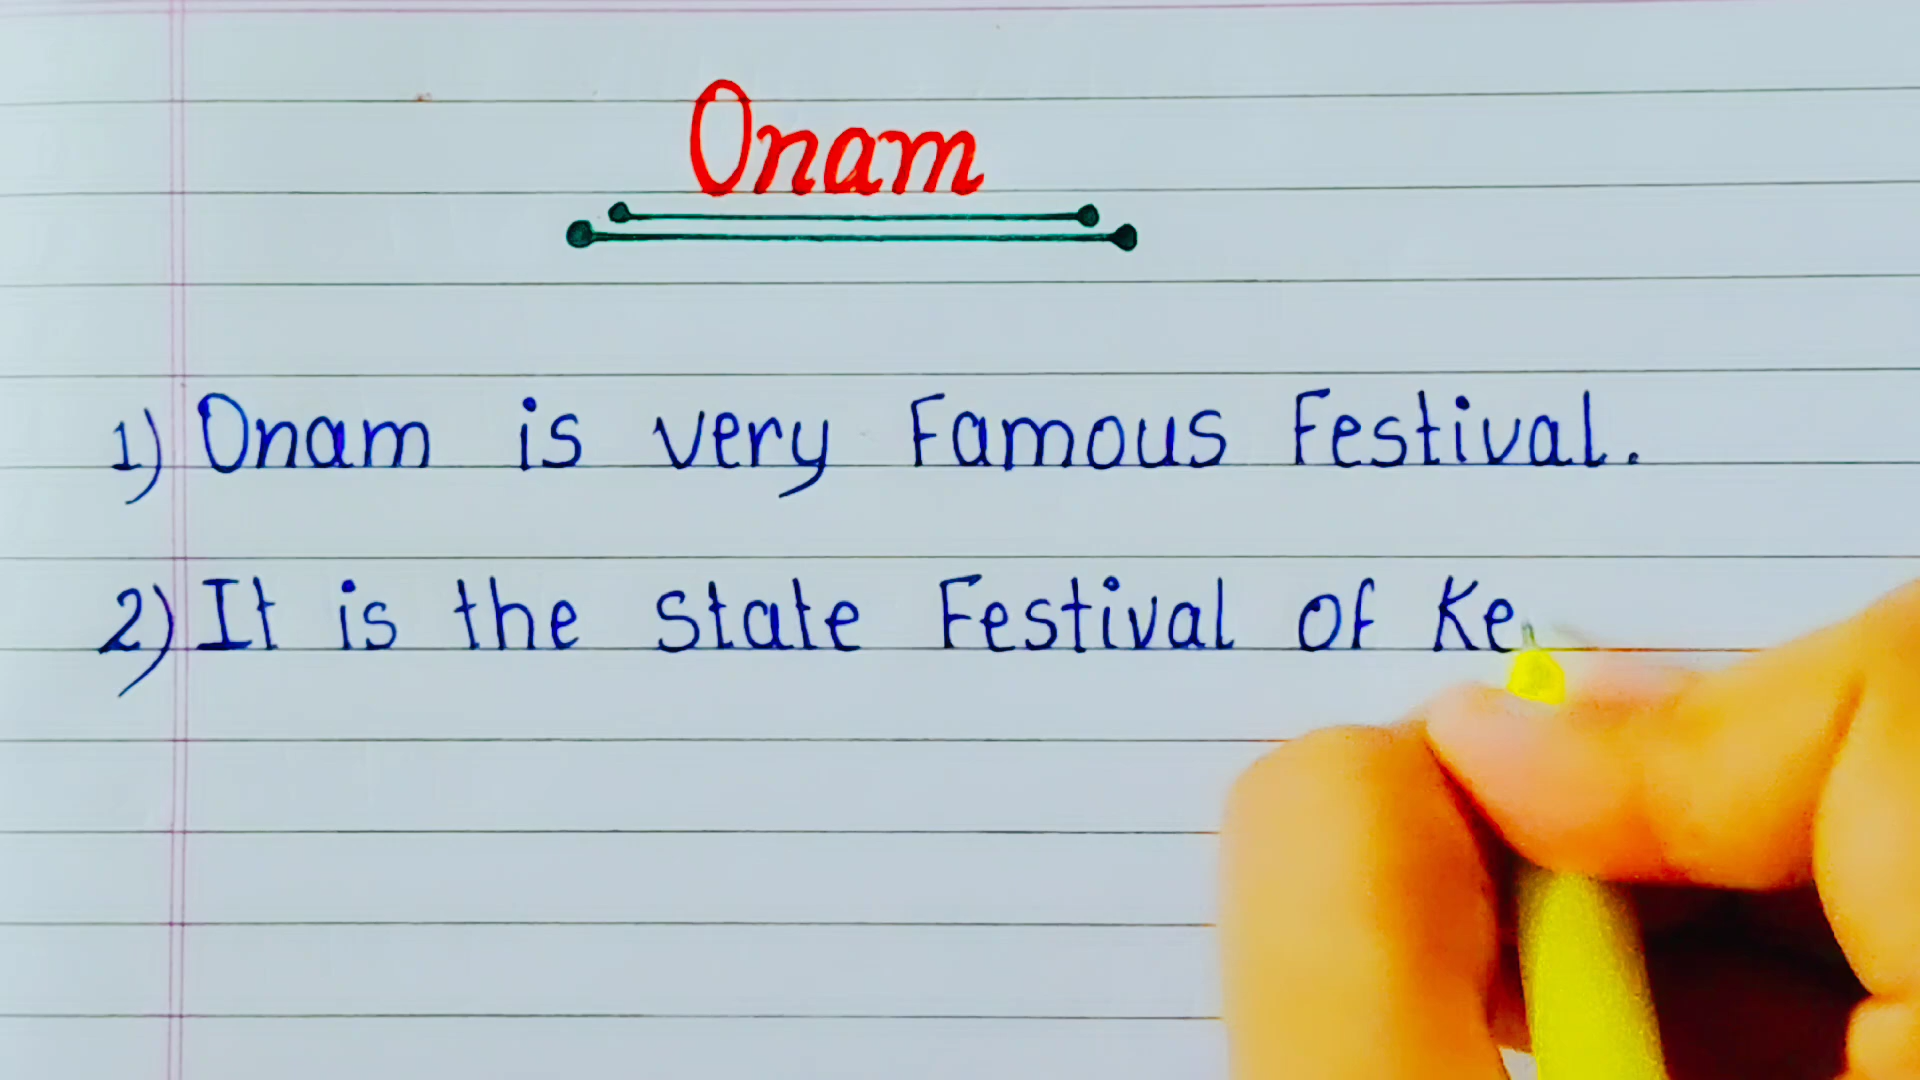 Onam
1) Onam is very Famous Festival.
2) It is the State Festival of Ke